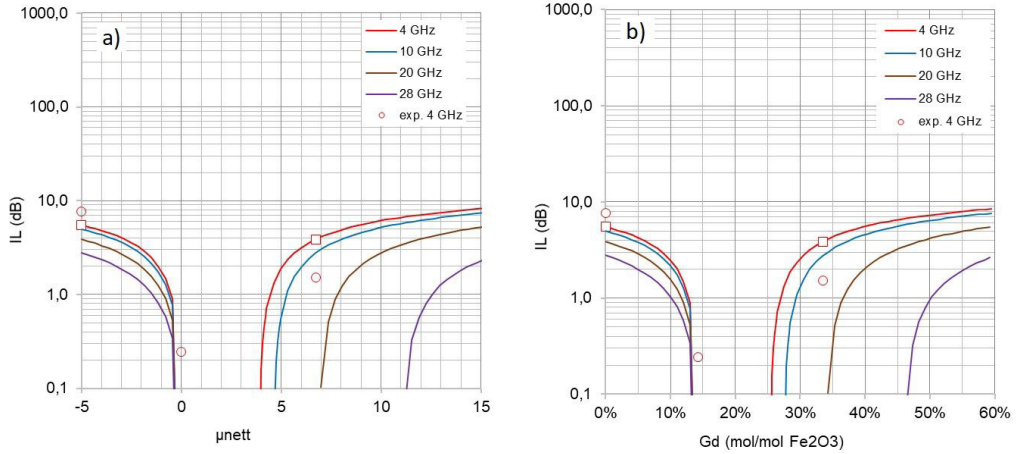 a)
1000,0
100,0
10,0
1,0
0,1
IL (dB)
-5
0
5
10
15
µnett
4 GHz
10 GHz
20 GHz
28 GHz
exp. 4 GHz
b)
1000,0
100,0
10,0
1,0
0,1
IL (dB)
0%
10%
20%
30%
40%
50%
60%
Gd (mol/mol Fe2O3)
4 GHz
10 GHz
20 GHz
28 GHz
exp. 4 GHz